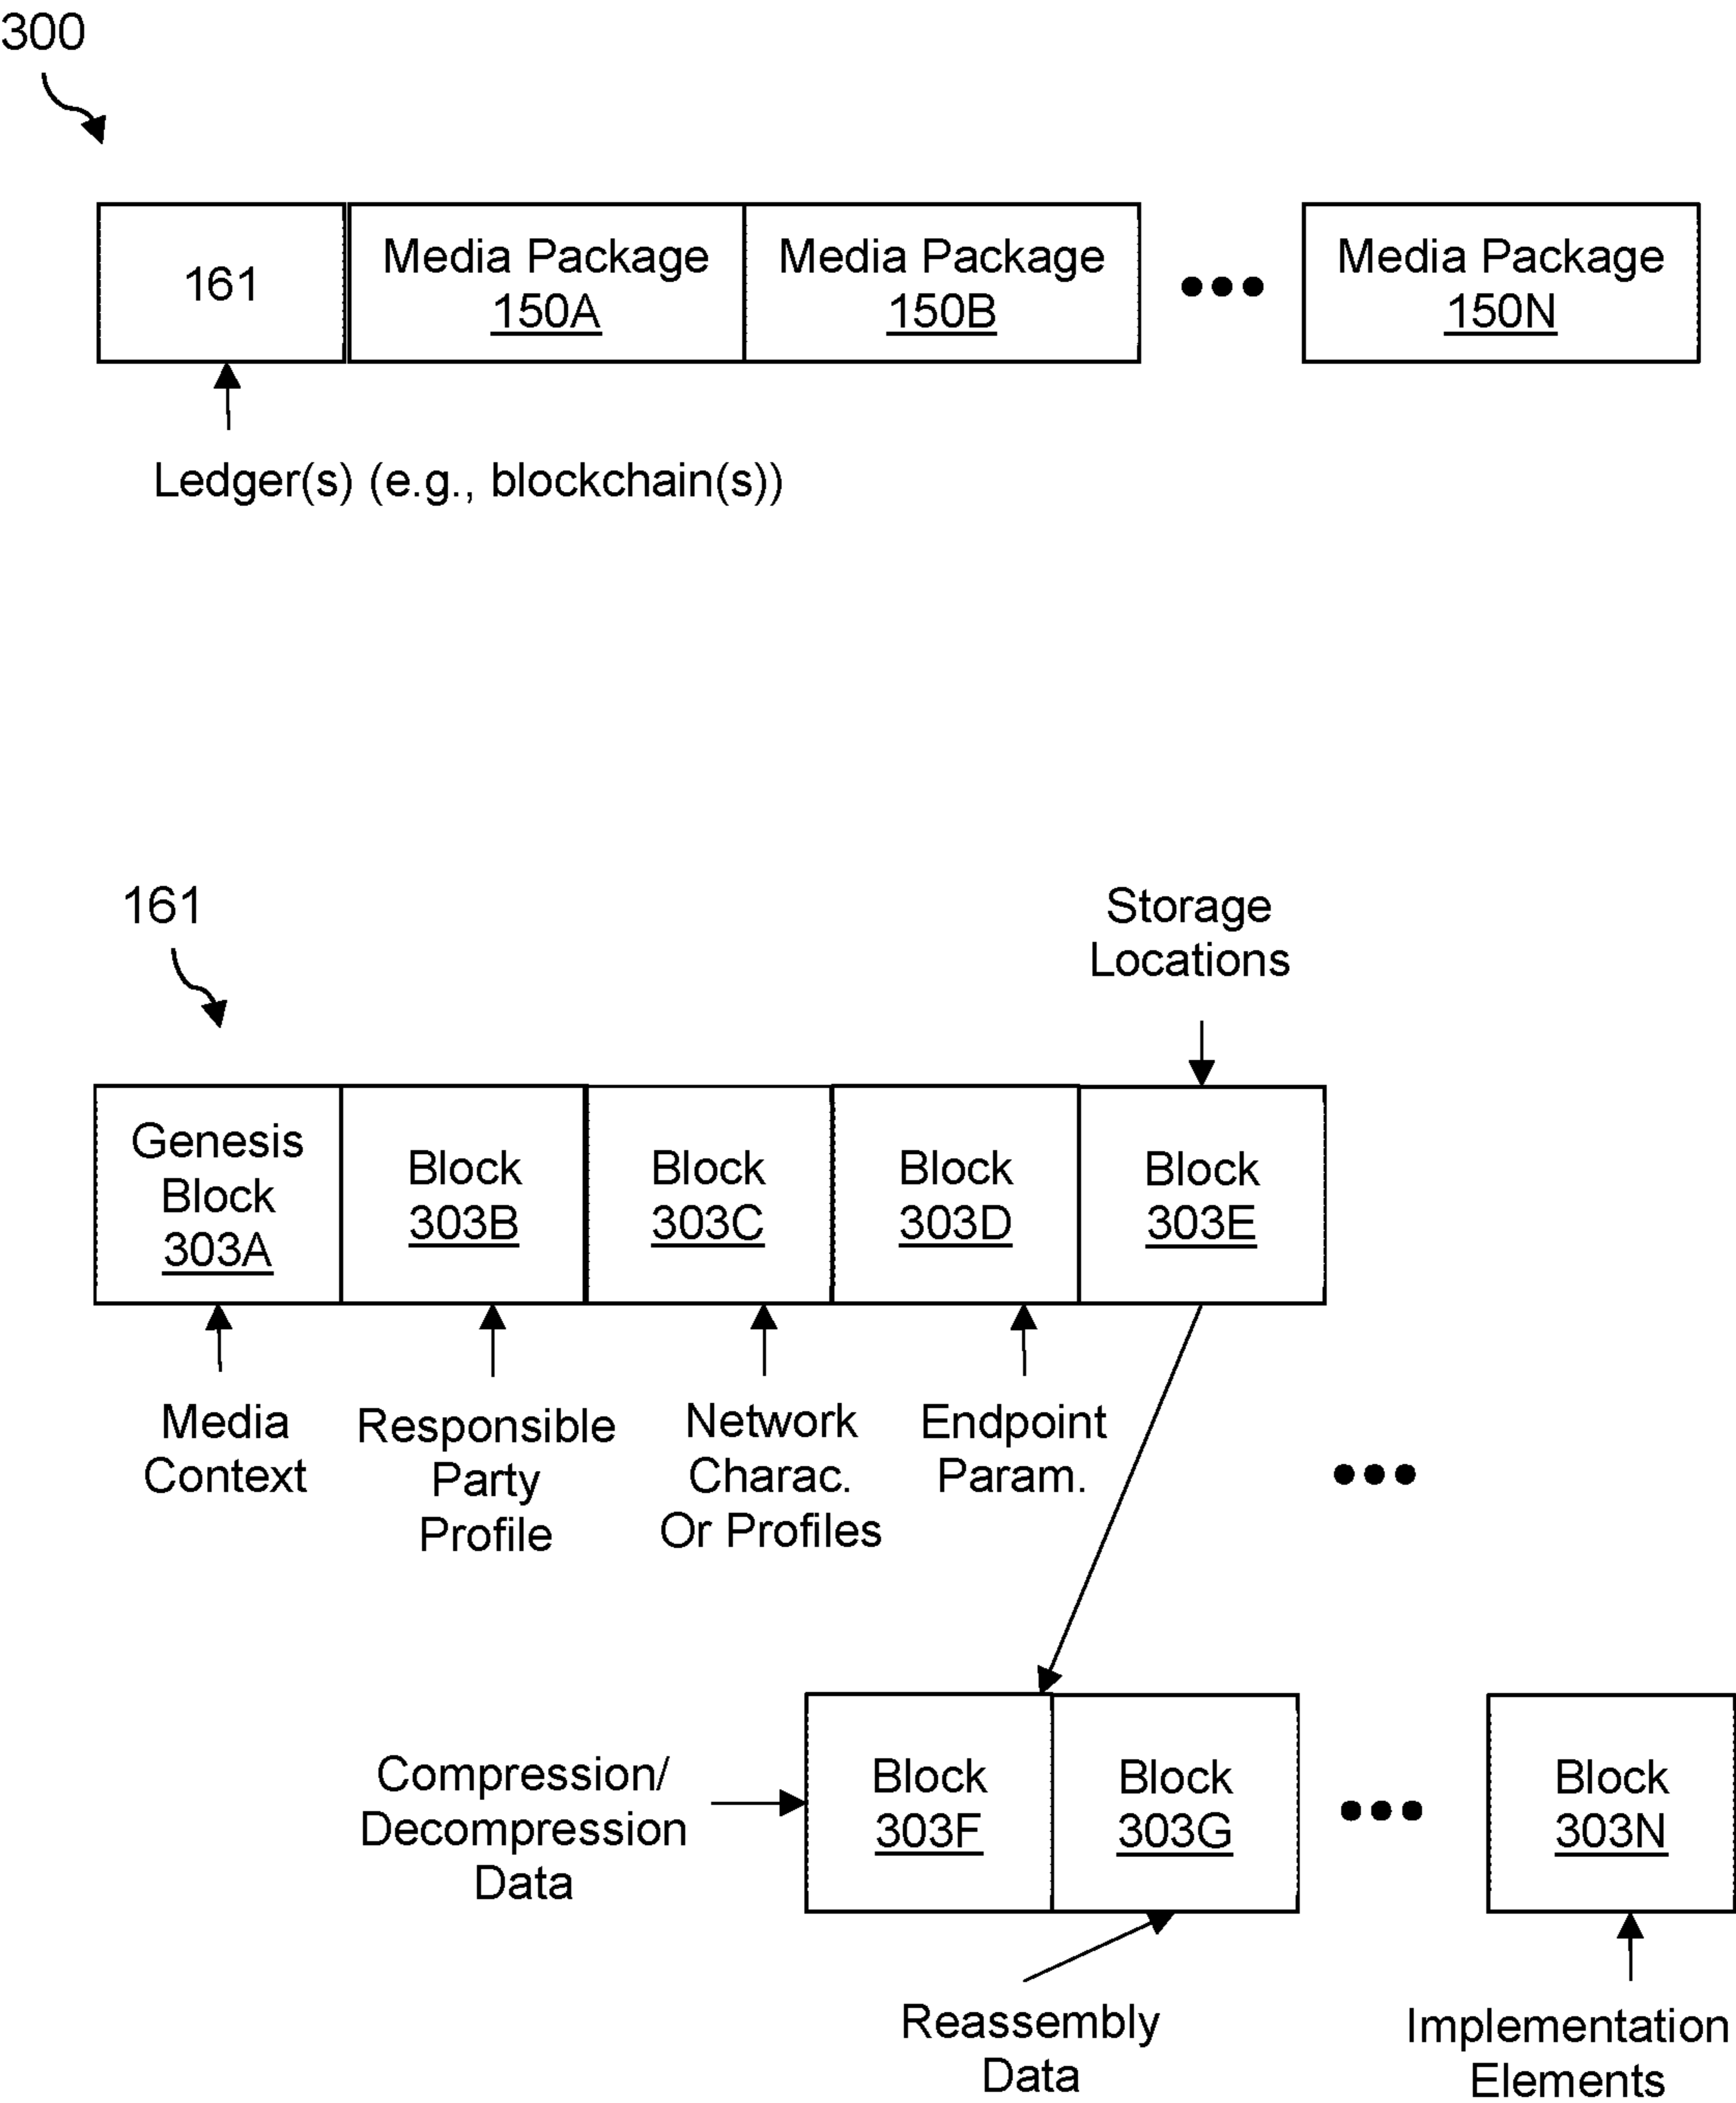 300
161
Media Package
150A
Media Package
150B
Media Package
150N
Ledger(s) (e.g., blockchain(s))
161
Storage
Locations
Genesis
Block
303A
Block
303B
Block
303C
Block
303D
Block
303E
Media
Context
Responsible
Party
Profile
Network
Charac.
Or Profiles
Endpoint
Param.
Compression/
Decompression
Data
Block
303F
Block
303G
Block
303N
Reassembly
Data
Implementation
Elements